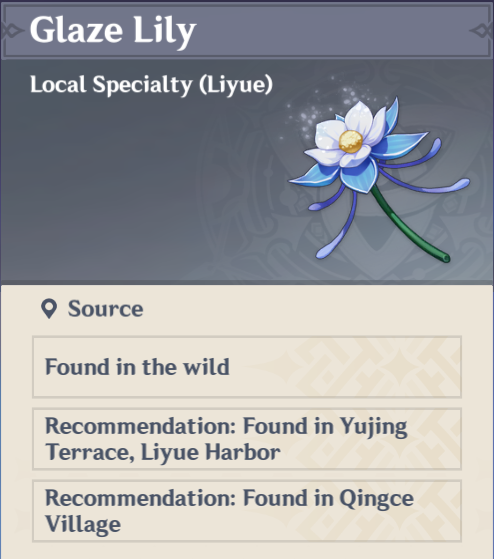 Glaze Lily
Local Specialty (Liyue)
Source
Found in the wild
Recommendation: Found in Yujing
Terrace, Liyue Harbor
Recommendation: Found in Qingce
Village